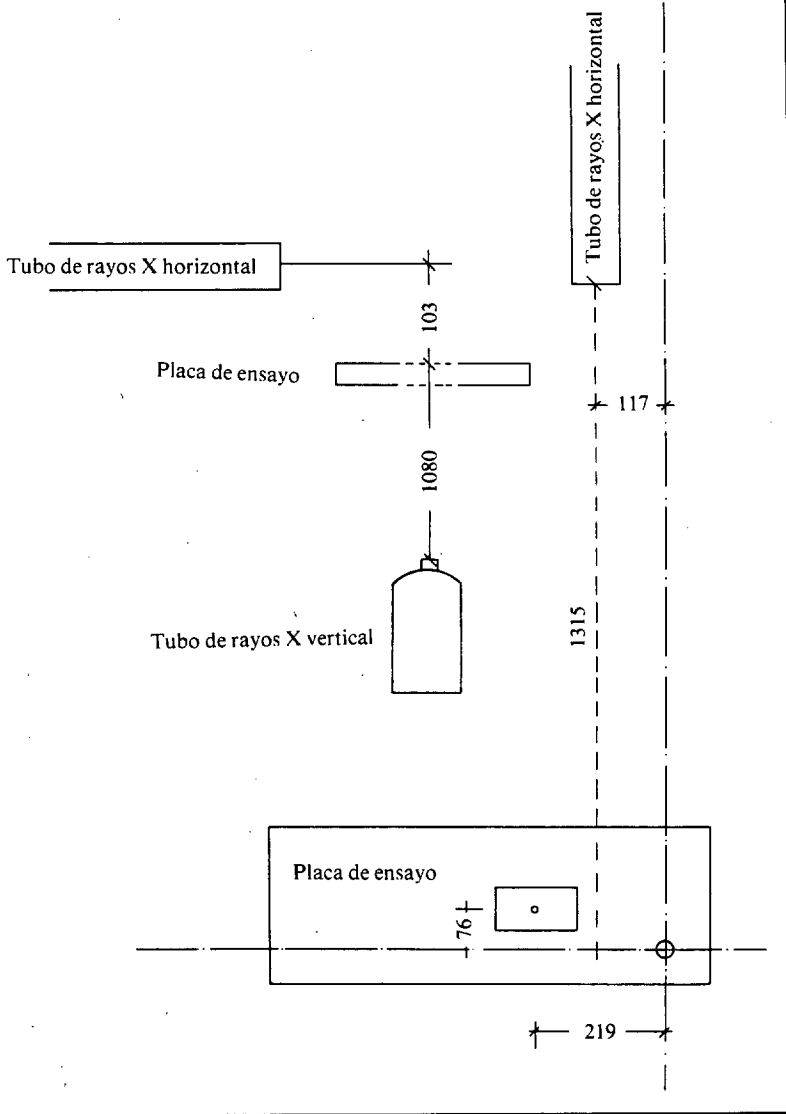 Tubo de rayos X horizontal
Tubo de rayos X horizontal
103
Placa de ensayo
117
1080
1315
Tubo de rayos X vertical
Placa de ensayo
76
219